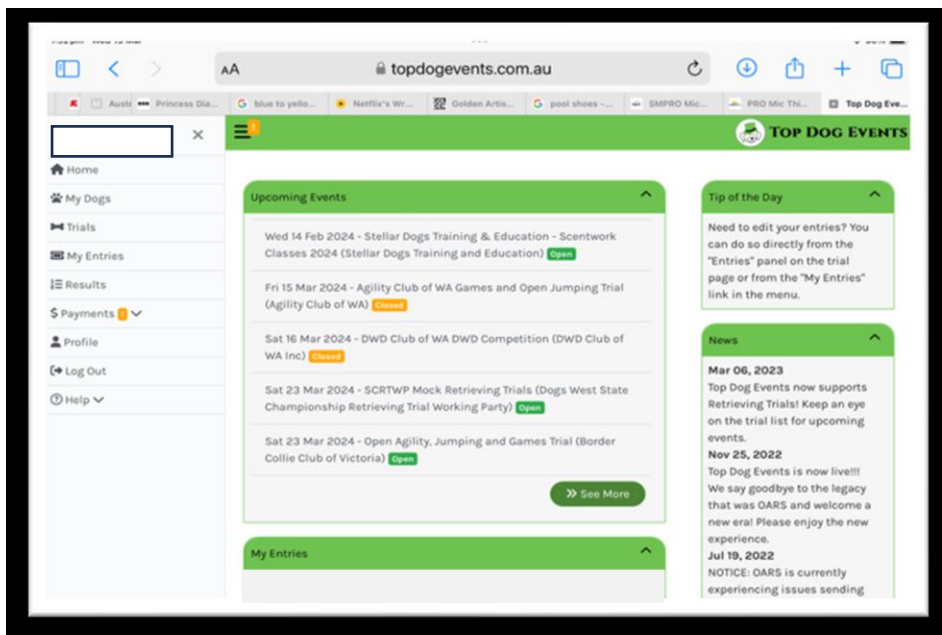 AA
topdogevents.com.au
Princess Dia...
blue to yello...
Netflix's Wr...
Golden Artis...
pool shoes -...
SMPRO Mic...
PRO Mic Thi...
Top Dog Eve...
TOP DOG EVENTS
Home
My Dogs
Trials
My Entries
Results
$ Payments
Profile
Log Out
Help
Upcoming Events
Wed 14 Feb 2024 - Stellar Dogs Training & Education - Scentwork
Classes 2024 (Stellar Dogs Training and Education) Open
Fri 15 Mar 2024 - Agility Club of WA Games and Open Jumping Trial
(Agility Club of WA) Closed
Sat 16 Mar 2024 - DWD Club of WA DWD Competition (DWD Club of
WA Inc) Closed
Sat 23 Mar 2024 - SCRTWP Mock Retrieving Trials (Dogs West State
Championship Retrieving Trial Working Party) Open
Sat 23 Mar 2024 - Open Agility, Jumping and Games Trial (Border
Collie Club of Victoria) Open
See More
My Entries
Tip of the Day
Need to edit your entries? You
can do so directly from the
"Entries" panel on the trial
page or from the "My Entries"
link in the menu.
News
Mar 06, 2023
Top Dog Events now supports
Retrieving Trials! Keep an eye
on the trial list for upcoming
events.
Nov 25, 2022
Top Dog Events is now live!!!
We say goodbye to the legacy
that was OARS and welcome a
new era! Please enjoy the new
experience.
Jul 19, 2022
NOTICE: OARS is currently
experiencing issues sending